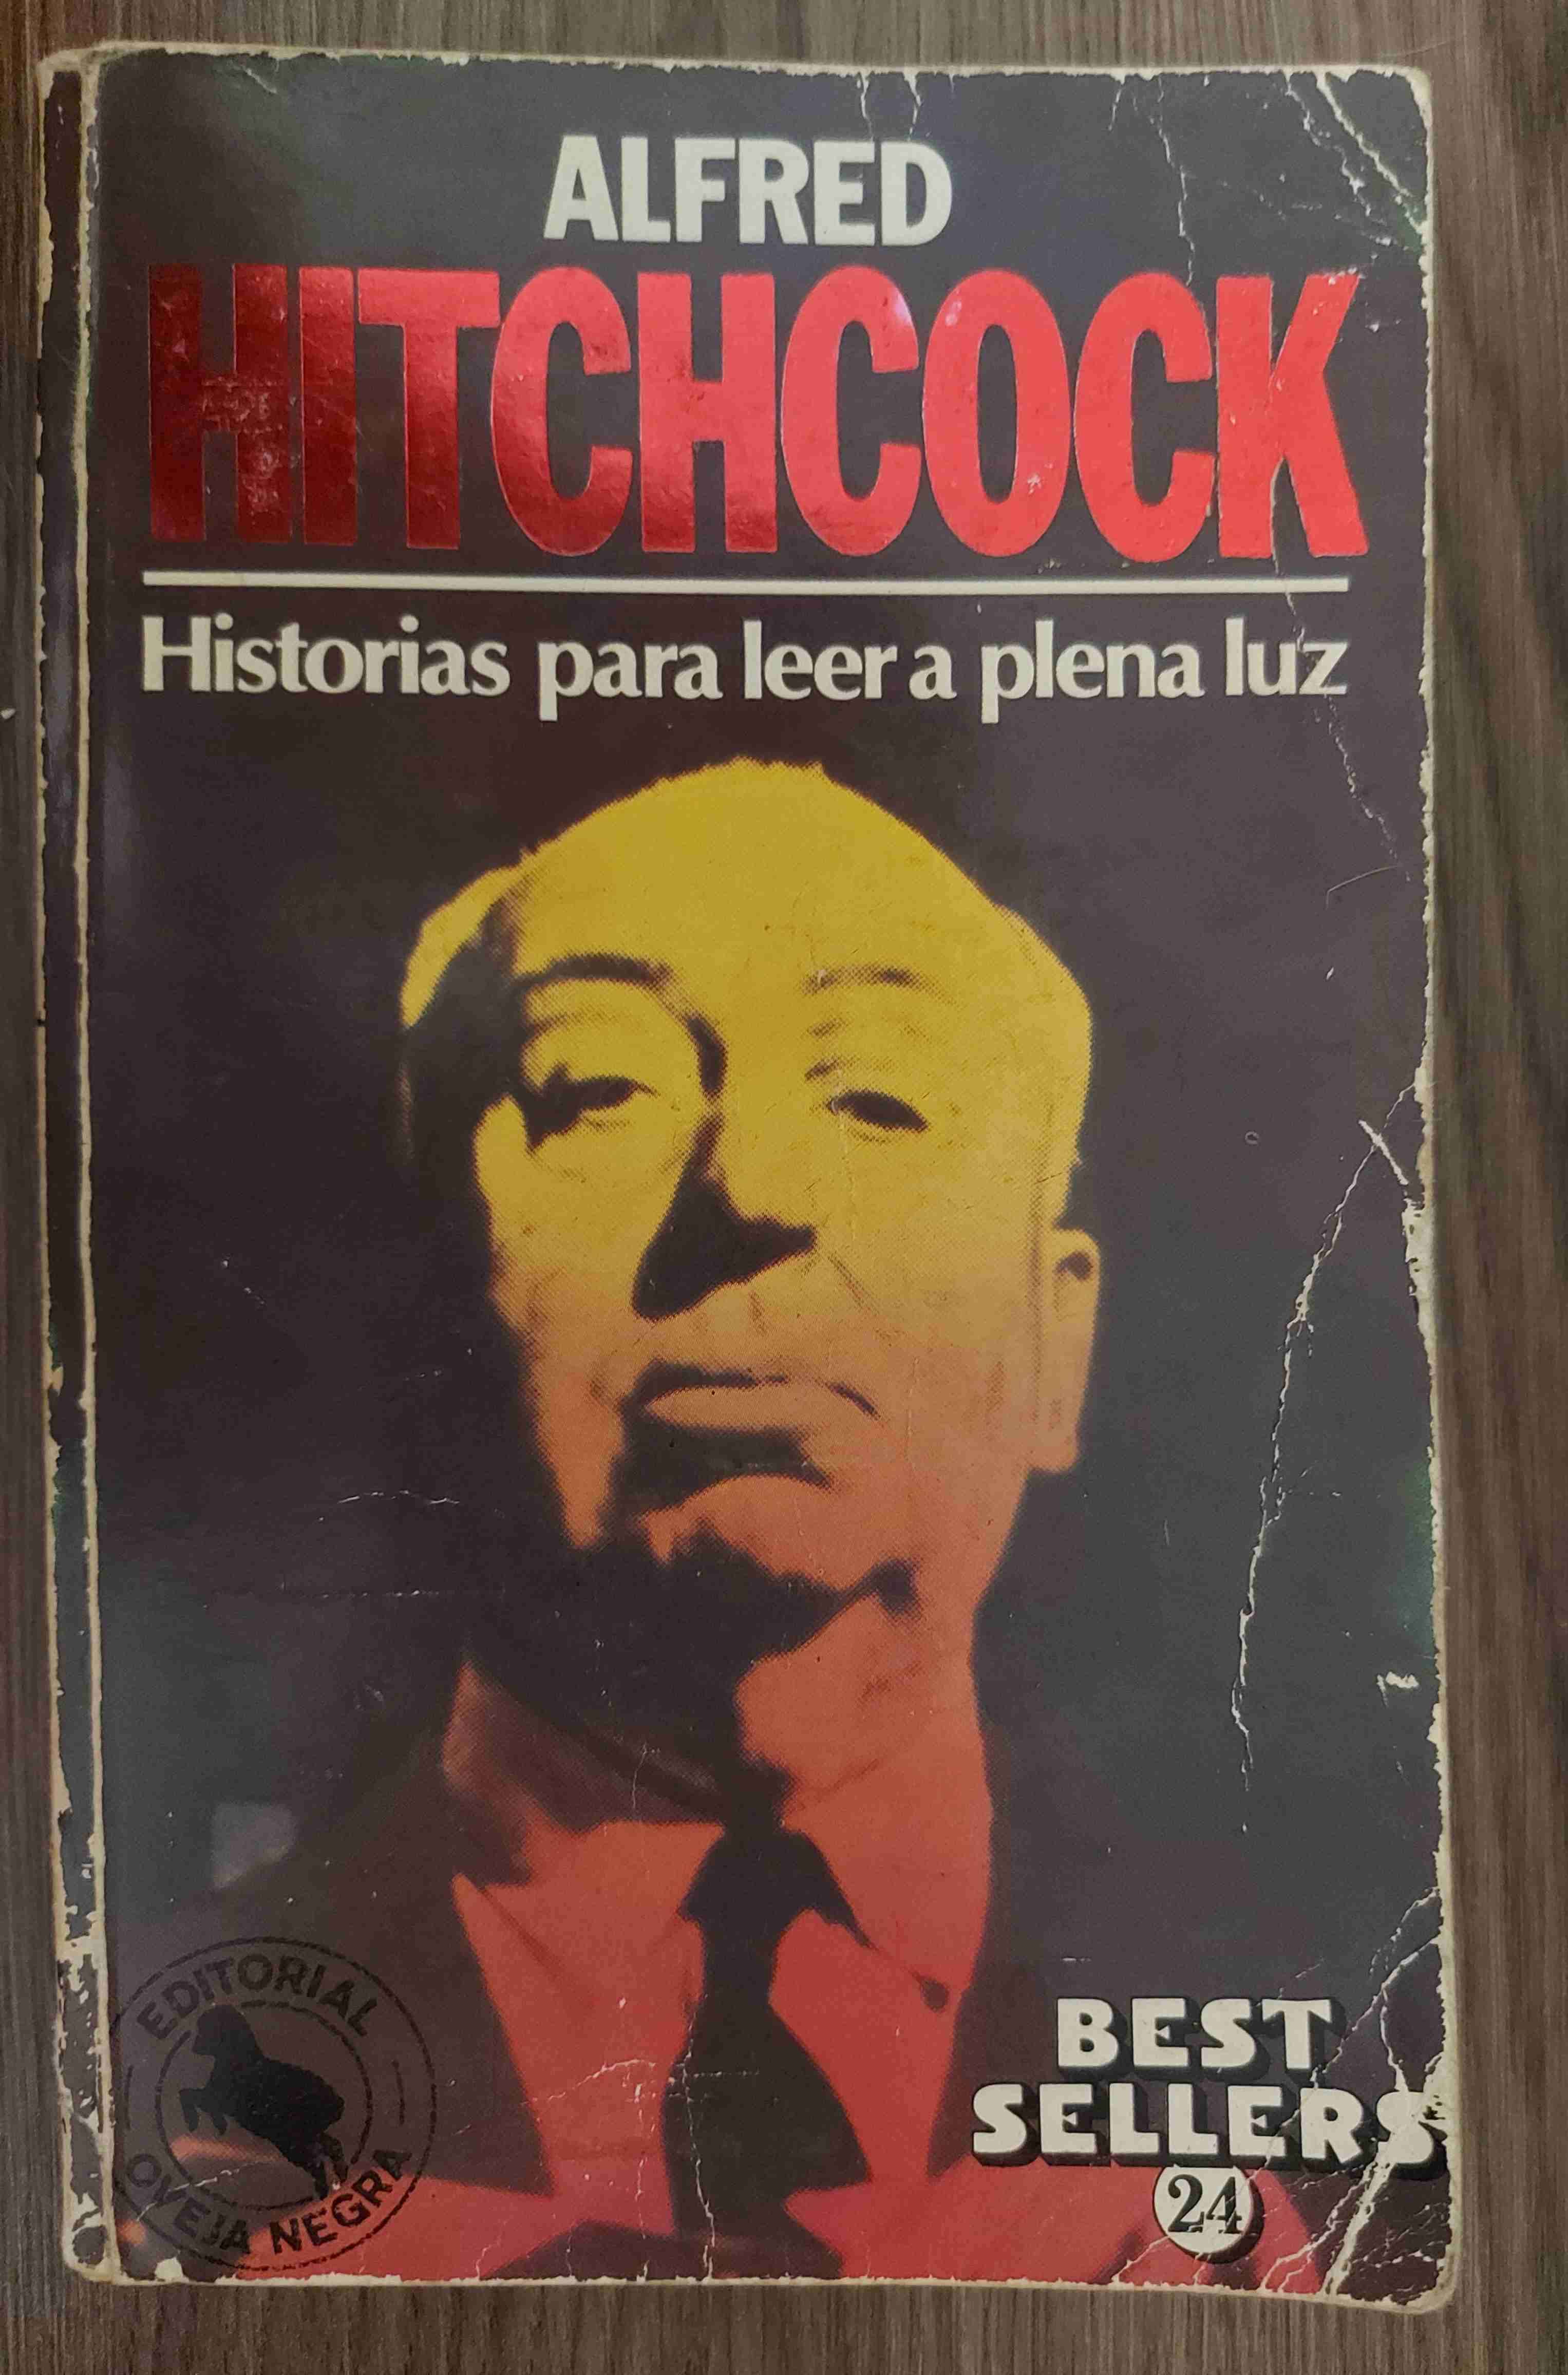 ALFRED
HITCHCOCK
Historias para leer a plena luz
EDITORIAL
OVEJA NEGRA
BEST
SELLERS
24